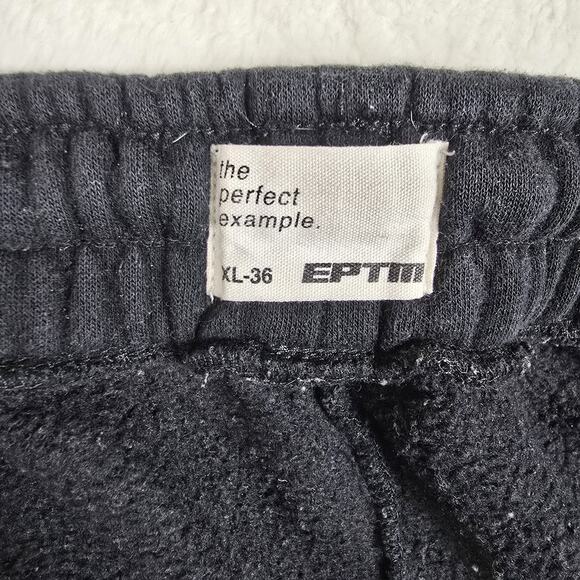 the
perfect
example.
XL-36 EPTM